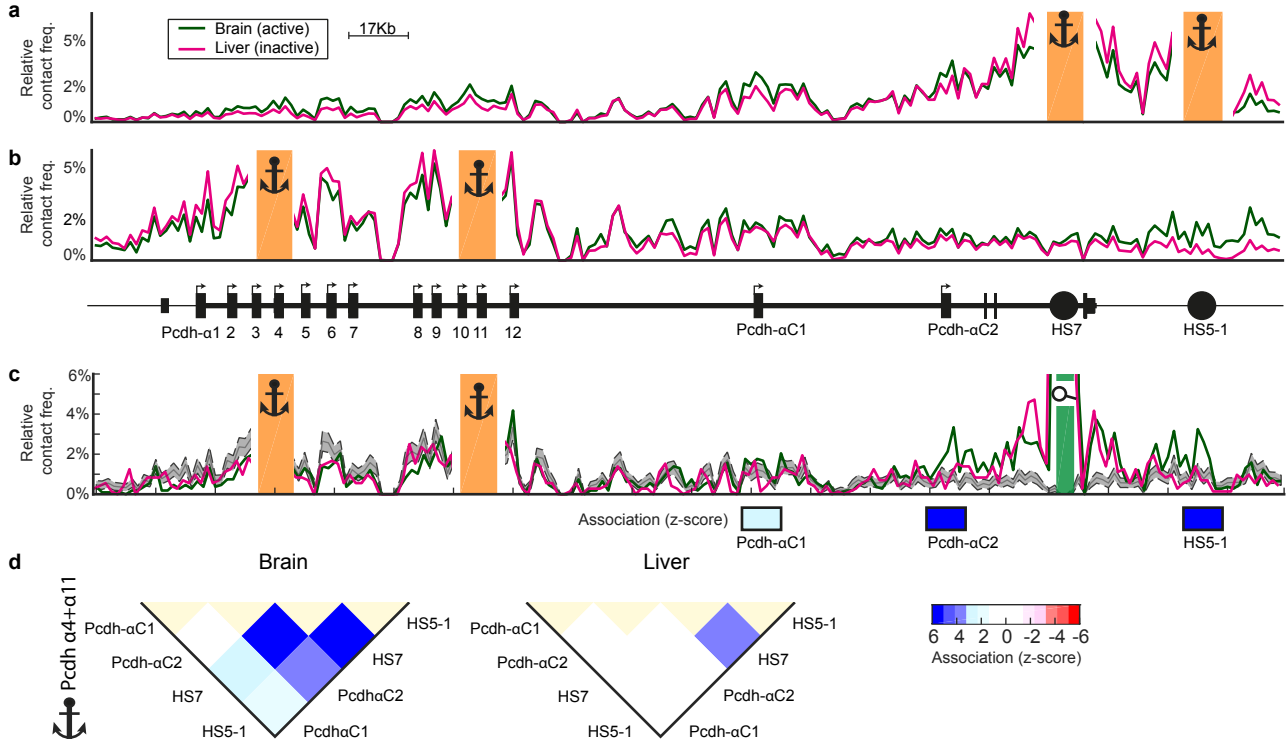 a
Relative
contact freq.
5%
2%
0%
Brain (active)
Liver (inactive)
17Kb
b
Relative
contact freq.
5%
2%
0%
Pcdh-α1 2 3 4 5 6 7 8 9 10 11 12 Pcdh-αC1 Pcdh-αC2 HS7 HS5-1
c
Relative
contact freq.
6%
4%
2%
0%
Association (z-score)
Pcdh-αC1 Pcdh-αC2 HS5-1
d
Brain Liver
Pcdh α4+α11
Pcdh-αC1
Pcdh-αC2
HS7
HS5-1
HS5-1
HS7
PcdhαC2
PcdhαC1
Pcdh-αC1
Pcdh-αC2
HS7
HS5-1
HS5-1
HS7
Pcdh-αC2
Pcdh-αC1
6 4 2 0 -2 -4 -6
Association (z-score)